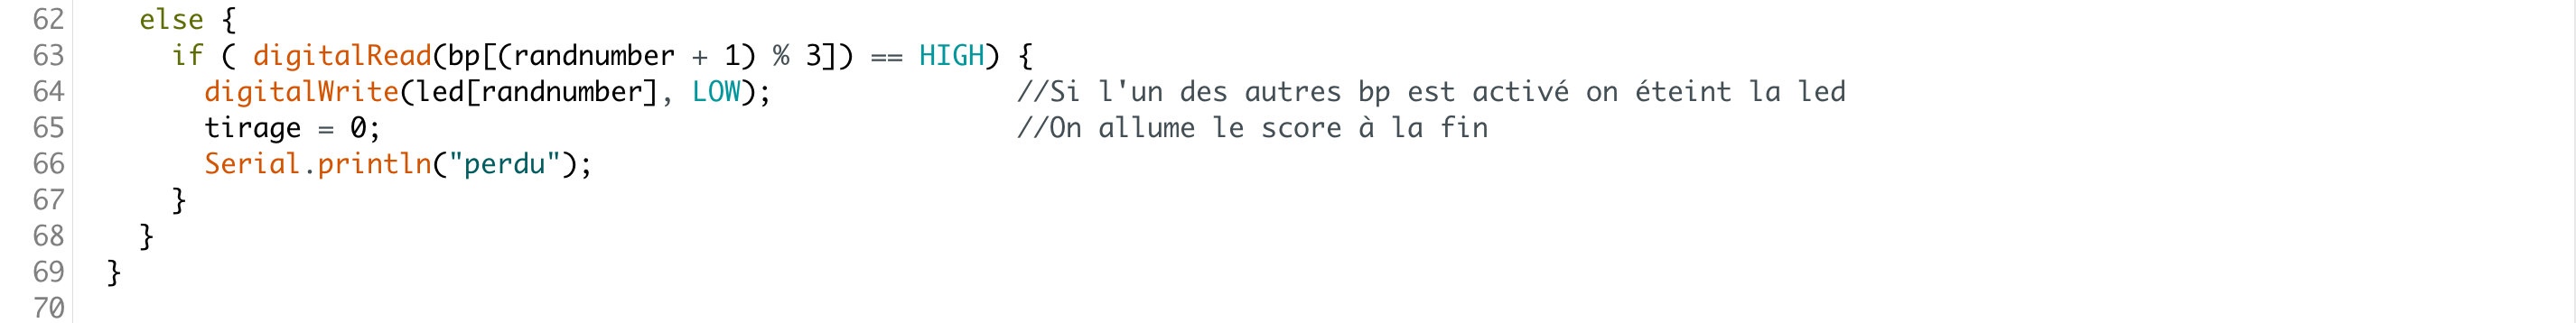 62 else {
63 if ( digitalRead(bp[(randnumber + 1) % 3]) == HIGH) {
64 digitalWrite(led[randnumber], LOW); //Si l'un des autres bp est activé on éteint la led
65 tirage = 0; //On allume le score à la fin
66 Serial.println("perdu");
67 }
68 }
69 }
70